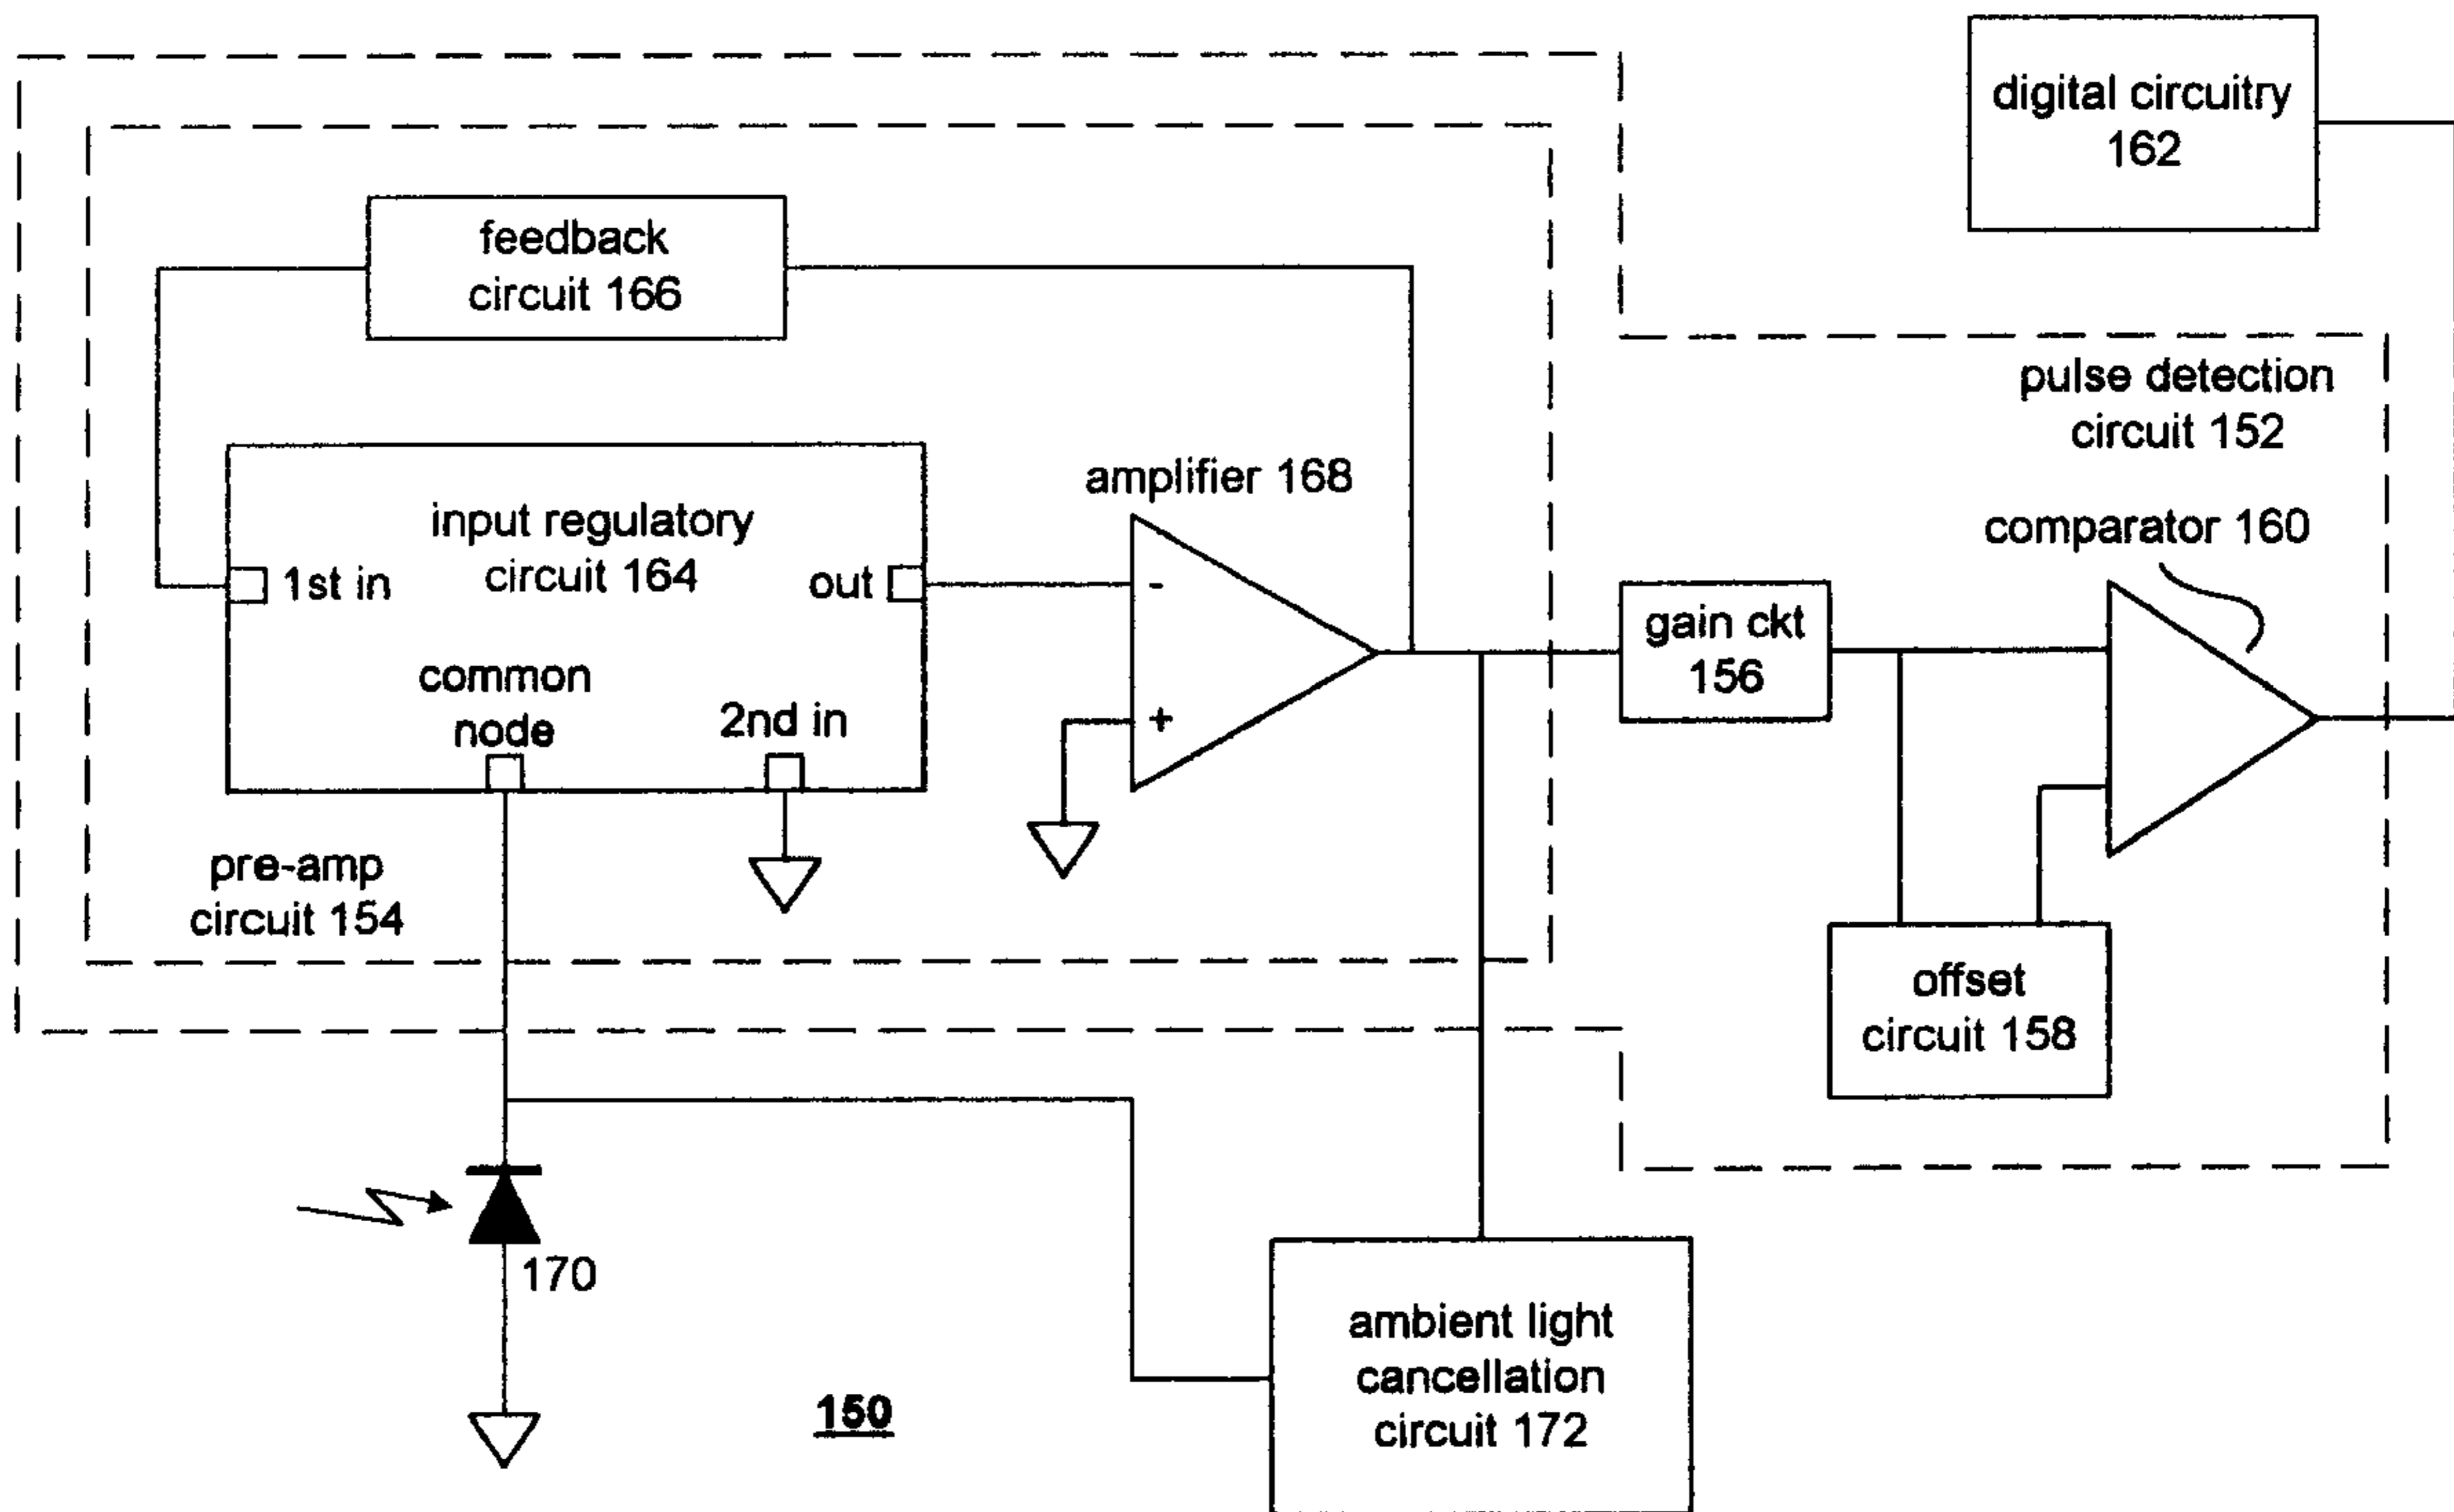 digital circuitry
162
feedback
circuit 166
pulse detection
circuit 152
amplifier 168
comparator 160
input regulatory
circuit 164
1st in
out
-
gain ckt
156
common
node
2nd in
+
pre-amp
circuit 154
offset
circuit 158
170
ambient light
cancellation
circuit 172
150